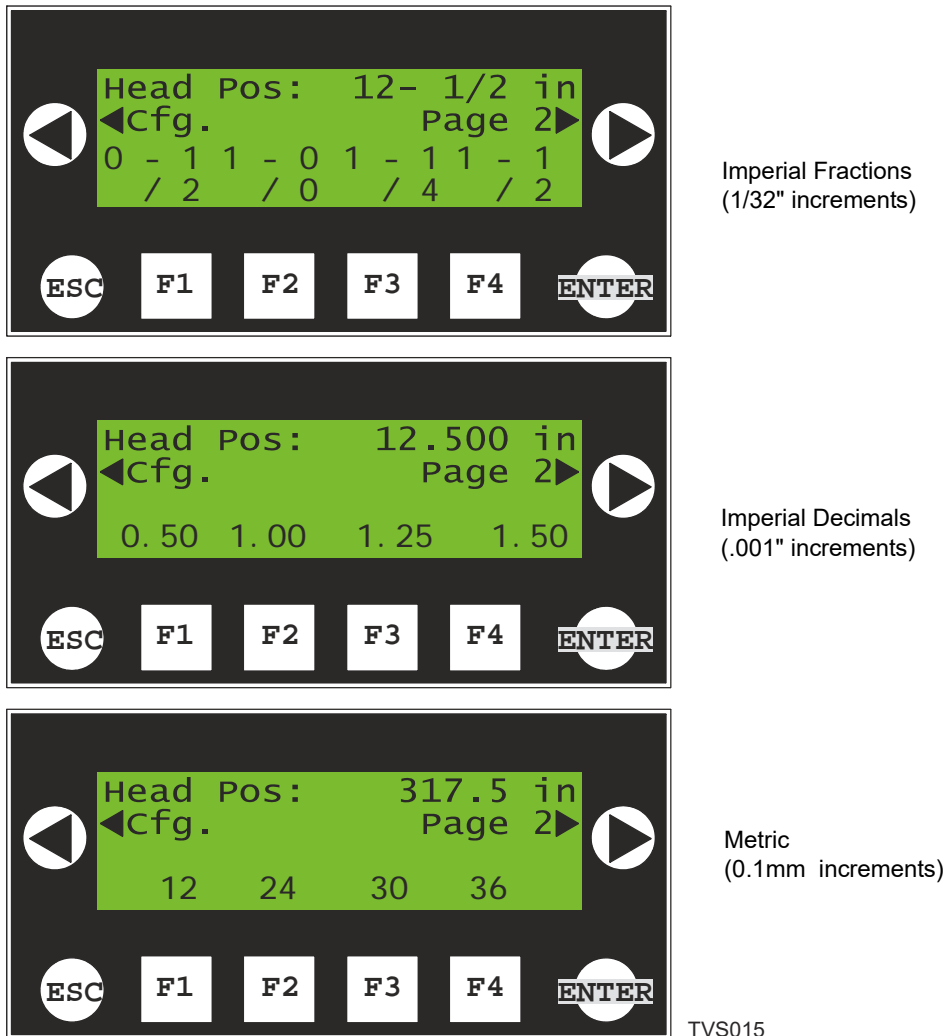 Head Pos: 12- 1/2 in
◀Cfg. Page 2▶
0 - 1 1 - 0 1 - 1 1 - 1
/ 2 / 0 / 4 / 2
ESC F1 F2 F3 F4 ENTER
Imperial Fractions
(1/32" increments)
Head Pos: 12.500 in
◀Cfg. Page 2▶
0.50 1.00 1.25 1.50
ESC F1 F2 F3 F4 ENTER
Imperial Decimals
(.001" increments)
Head Pos: 317.5 in
◀Cfg. Page 2▶
12 24 30 36
ESC F1 F2 F3 F4 ENTER
Metric
(0.1mm increments)
TVS015